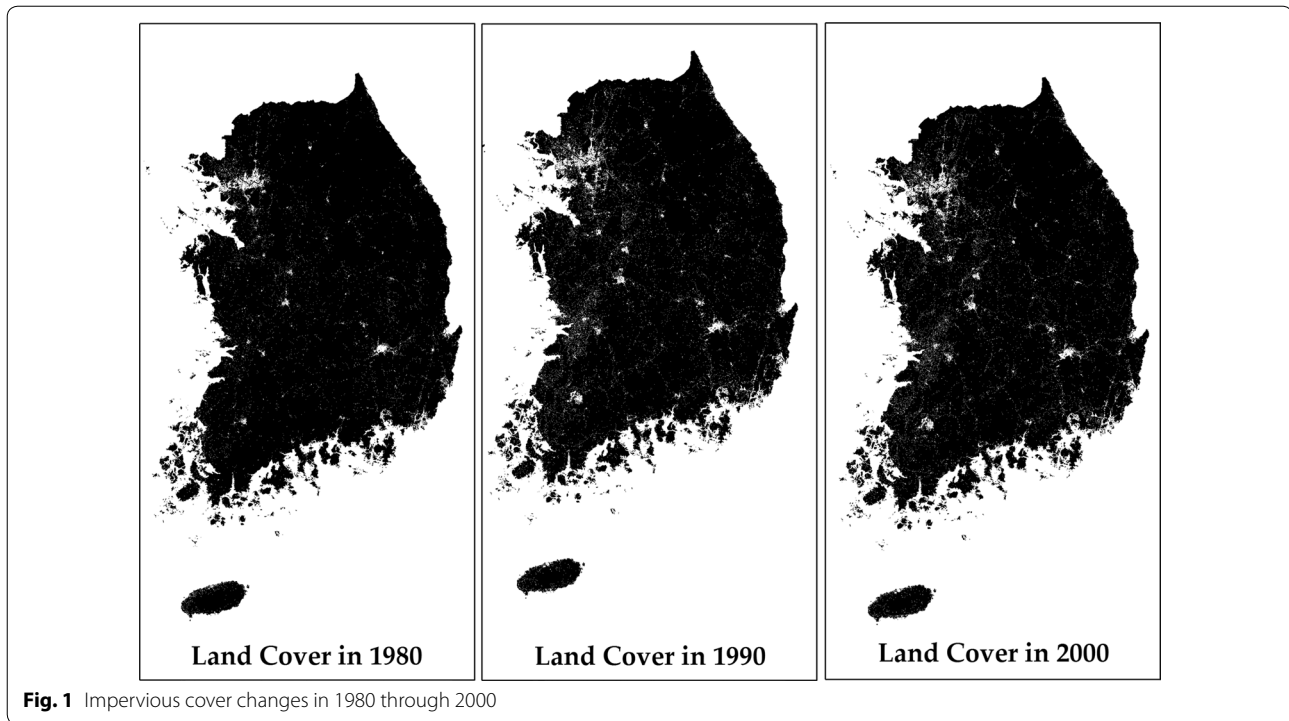 Land Cover in 1980
Land Cover in 1990
Land Cover in 2000
Fig. 1 Impervious cover changes in 1980 through 2000